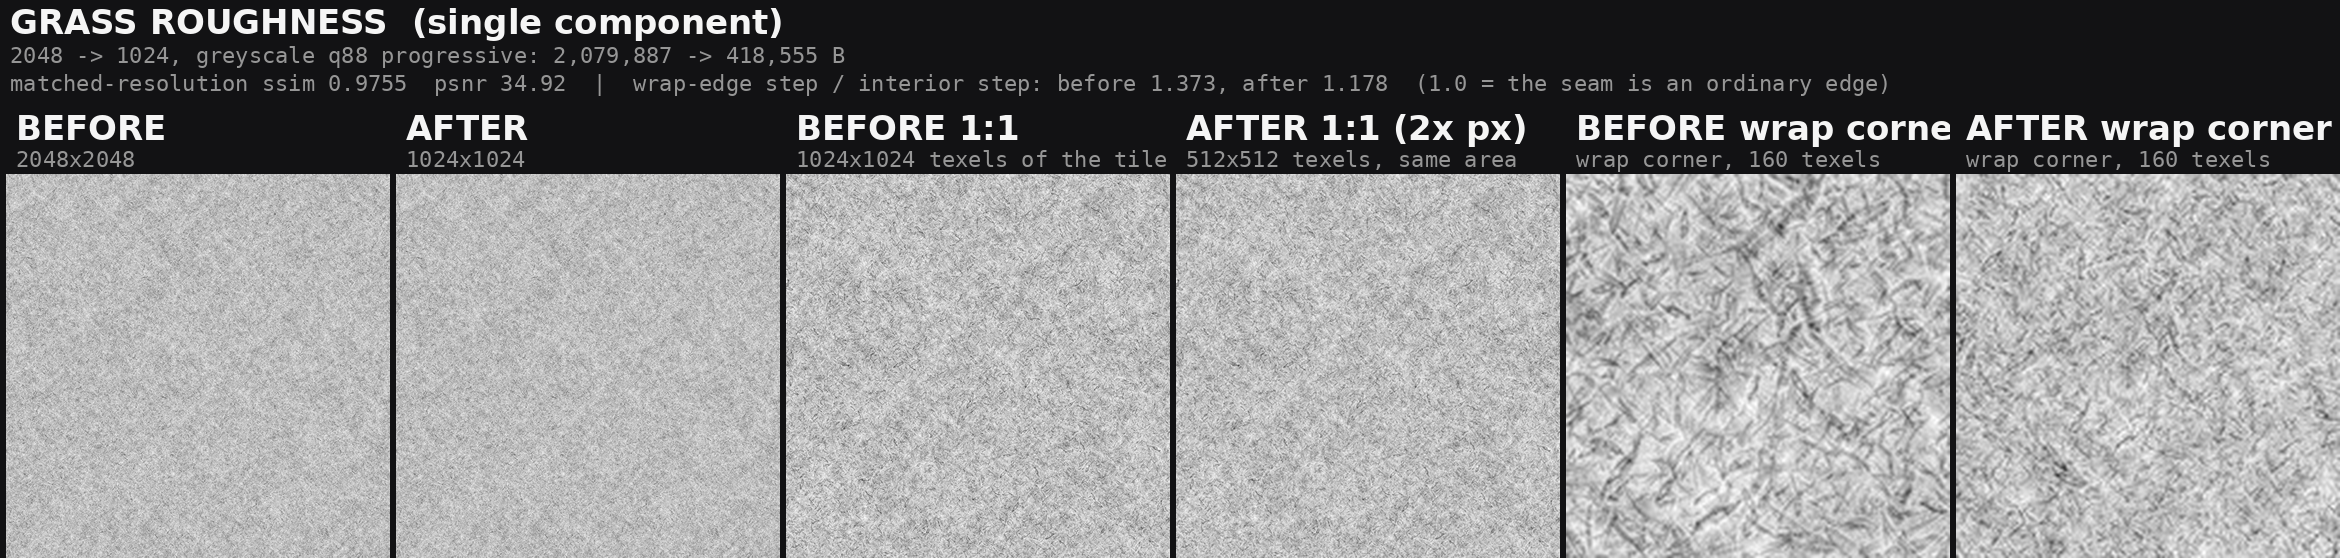 GRASS ROUGHNESS (single component)
2048 -> 1024, greyscale q88 progressive: 2,079,887 -> 418,555 B
matched-resolution ssim 0.9755 psnr 34.92 | wrap-edge step / interior step: before 1.373, after 1.178 (1.0 = the seam is an ordinary edge)
BEFORE
2048x2048
AFTER
1024x1024
BEFORE 1:1
1024x1024 texels of the tile
AFTER 1:1 (2x px)
512x512 texels, same area
BEFORE wrap corne
wrap corner, 160 texels
AFTER wrap corner
wrap corner, 160 texels